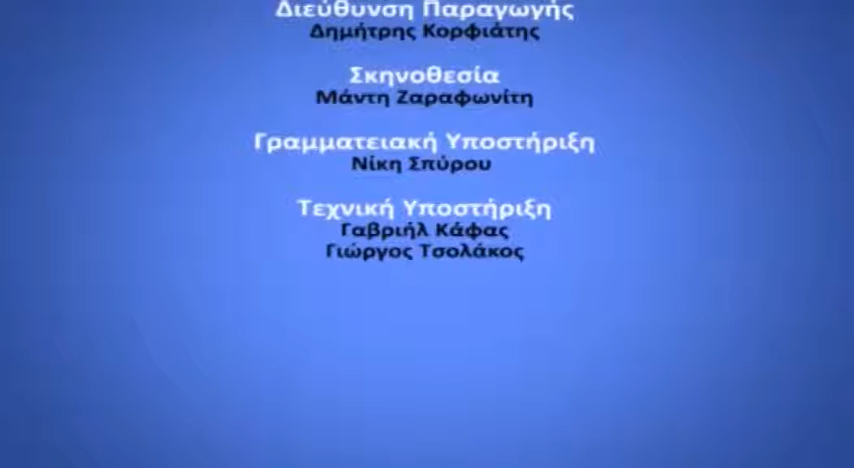 Διεύθυνση Παραγωγής
Δημήτρης Κορφιάτης
Σκηνοθεσία
Μάντη Ζαραφωνίτη
Γραμματειακή Υποστήριξη
Νίκη Σπύρου
Τεχνική Υποστήριξη
Γαβριήλ Κάφας
Γιώργος Τσολάκος